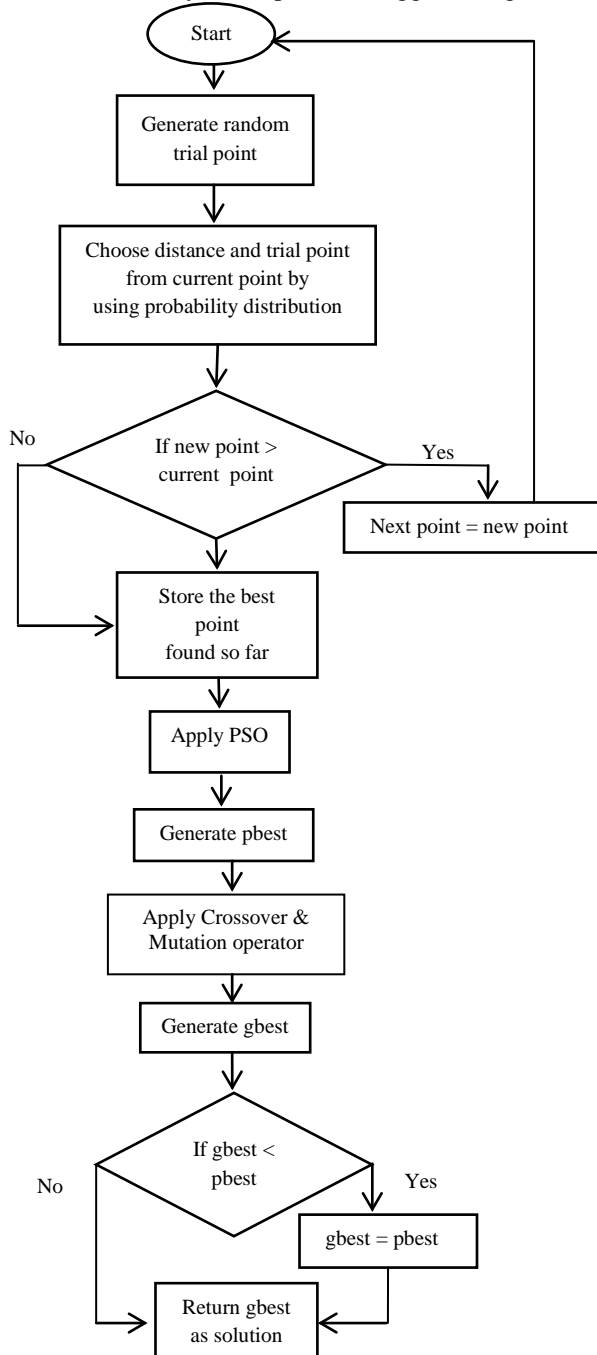 Start
Generate random
trial point
Choose distance and trial point
from current point by
using probability distribution
No
If new point >
current point
Yes
Next point = new point
Store the best
point
found so far
Apply PSO
Generate pbest
Apply Crossover &
Mutation operator
Generate gbest
If gbest <
pbest
No
Yes
gbest = pbest
Return gbest
as solution